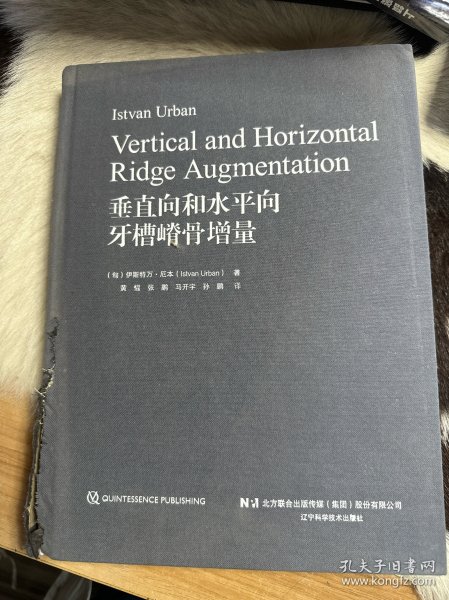 Istvan Urban
Vertical and Horizontal
Ridge Augmentation
垂直向和水平向
牙槽嵴骨增量
（匈）伊斯特万·厄本（Istvan Urban） 著
黄 懽 张 鹏 马开宇 孙 鹏 译
QUINTESSENCE PUBLISHING
北方联合出版传媒（集团）股份有限公司
辽宁科学技术出版社
孔夫子旧书网
www.kongfz.com